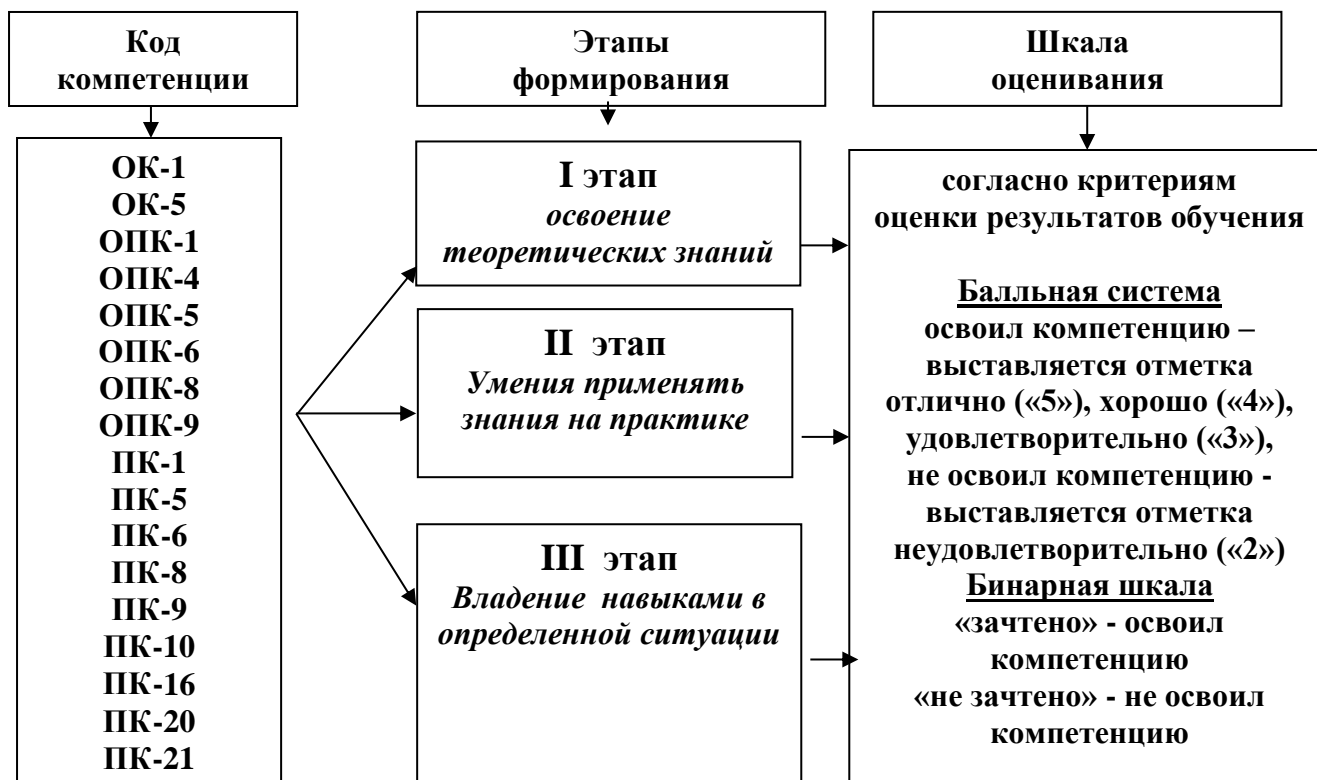 Код
компетенции
Этапы
формирования
Шкала
оценивания
ОК-1
ОК-5
ОПК-1
ОПК-4
ОПК-5
ОПК-6
ОПК-8
ОПК-9
ПК-1
ПК-5
ПК-6
ПК-8
ПК-9
ПК-10
ПК-16
ПК-20
ПК-21
I этап
освоение
теоретических знаний
II этап
Умения применять
знания на практике
III этап
Владение навыками в
определенной ситуации
согласно критериям
оценки результатов обучения
Балльная система
освоил компетенцию –
выставляется отметка
отлично («5»), хорошо («4»),
удовлетворительно («3»),
не освоил компетенцию -
выставляется отметка
неудовлетворительно («2»)
Бинарная шкала
«зачтено» - освоил
компетенцию
«не зачтено» - не освоил
компетенцию